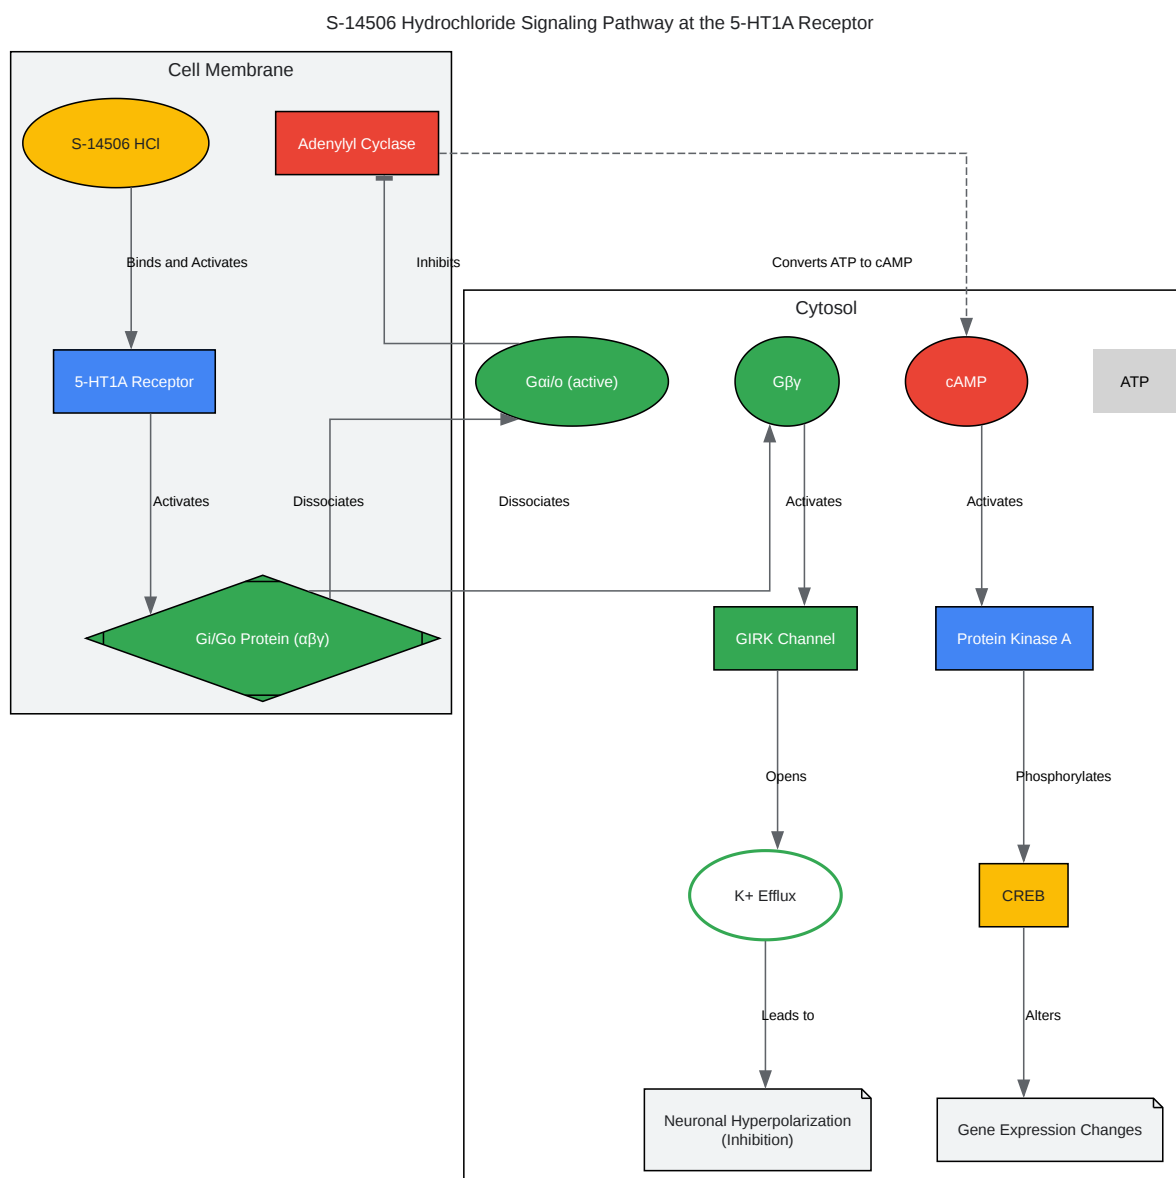 S-14506 Hydrochloride Signaling Pathway at the 5-HT1A Receptor
Cell Membrane
S-14506 HCl
Adenylyl Cyclase
Binds and Activates
Inhibits
Converts ATP to cAMP
Cytosol
5-HT1A Receptor
Gαi/o (active)
Gβγ
cAMP
ATP
Activates
Dissociates
Dissociates
Activates
Activates
Gi/Go Protein (αβγ)
GIRK Channel
Protein Kinase A
Opens
Phosphorylates
K+ Efflux
CREB
Leads to
Alters
Neuronal Hyperpolarization
(Inhibition)
Gene Expression Changes